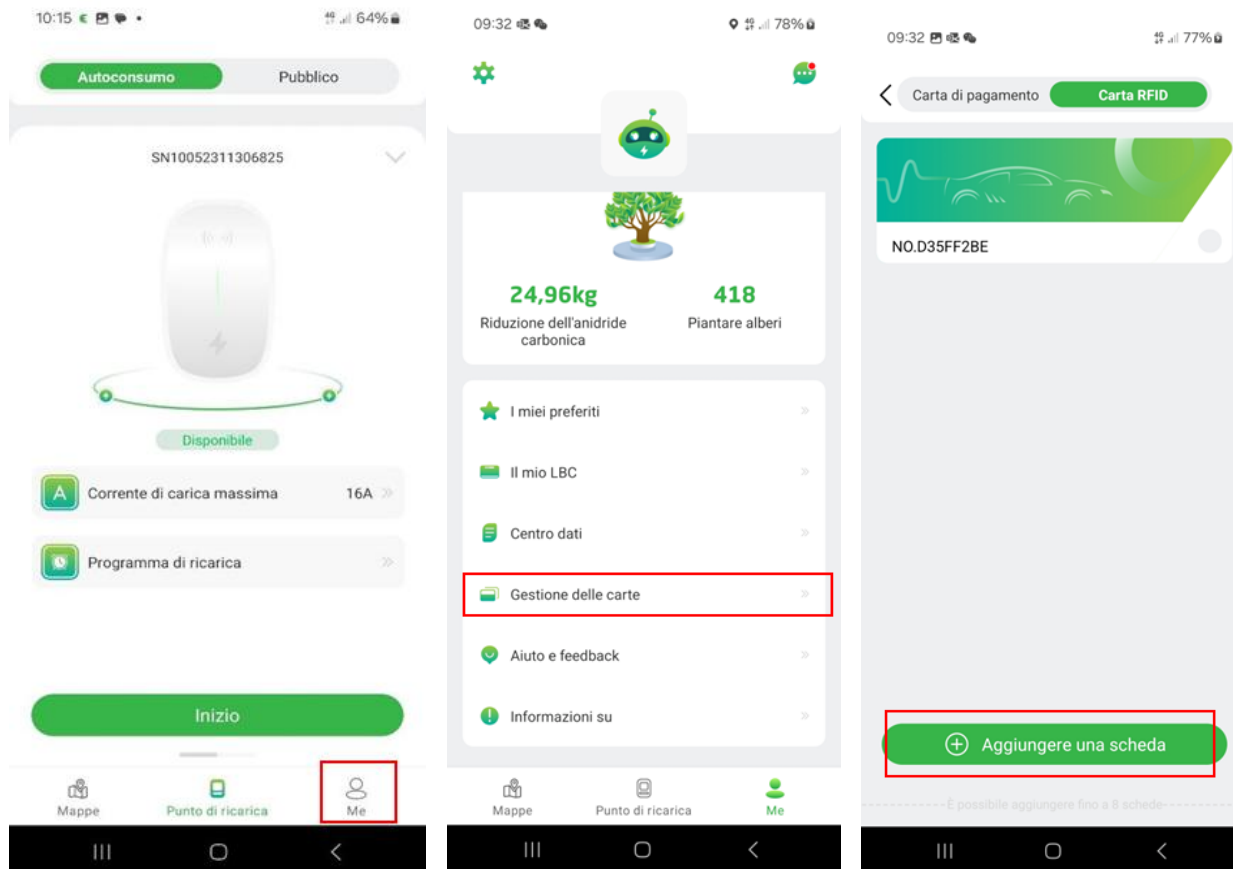 10:15 64%
Autoconsumo Pubblico
SN10052311306825
Disponibile
A Corrente di carica massima 16A
Programma di ricarica
Inizio
Mappe Punto di ricarica Me
09:32 78%
24,96kg 418
Riduzione dell'anidride Piantare alberi
carbonica
I miei preferiti
Il mio LBC
Centro dati
Gestione delle carte
Aiuto e feedback
Informazioni su
Mappe Punto di ricarica Me
09:32 77%
Carta di pagamento Carta RFID
NO.D35FF2BE
Aggiungere una scheda
È possibile aggiungere fino a 8 schede